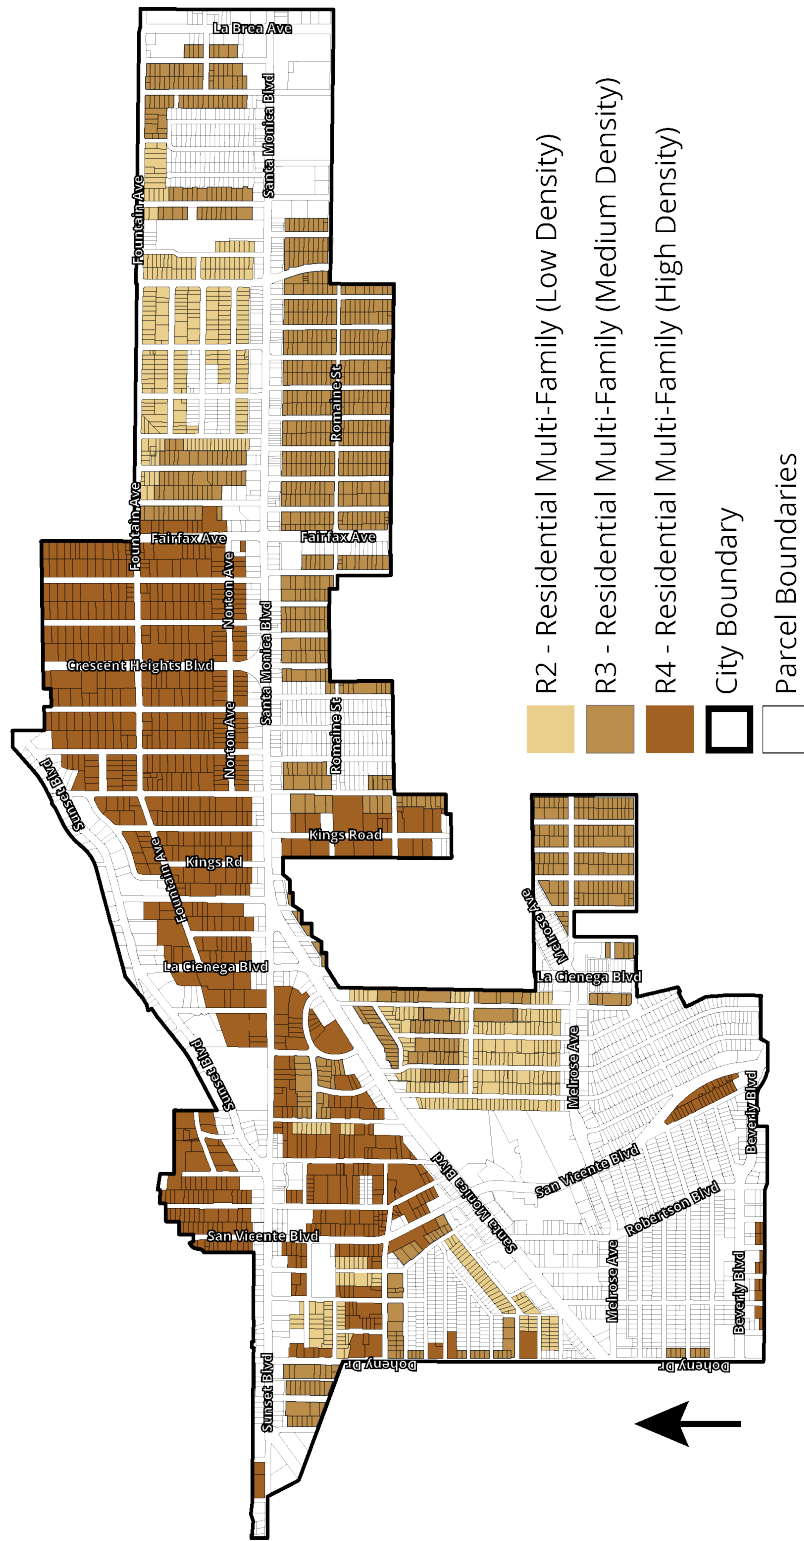 La Brea Ave
Santa Monica Blvd
Fountain Ave
Romaine St
Fountain Ave
Fairfax Ave
Fairfax Ave
Norton Ave
Santa Monica Blvd
Crescent Heights Blvd
Norton Ave
Romaine St
Sunset Blvd
Kings Road
Kings Rd
Fountain Ave
Melrose Ave
La Cienega Blvd
La Cienega Blvd
Sunset Blvd
Melrose Ave
Beverly Blvd
San Vicente Blvd
Santa Monica Blvd
Robertson Blvd
San Vicente Blvd
Melrose Ave
Beverly Blvd
Doheny Dr
Doheny Dr
Sunset Blvd
R2 - Residential Multi-Family (Low Density)
R3 - Residential Multi-Family (Medium Density)
R4 - Residential Multi-Family (High Density)
City Boundary
Parcel Boundaries